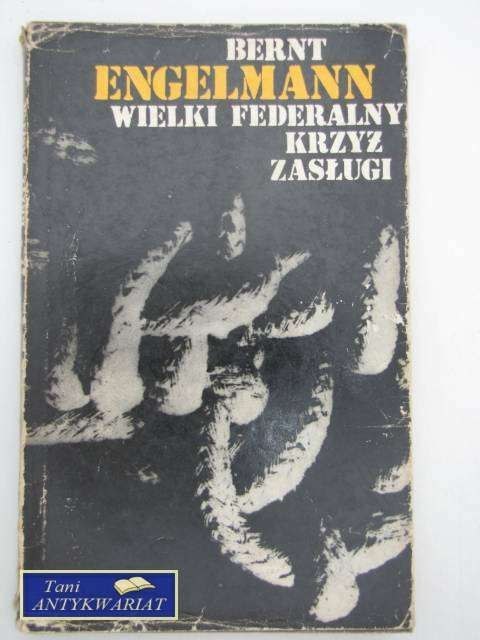 BERNT
ENGELMANN
WIELKI FEDERALNY
KRZYŻ
ZASŁUGI
Tani
ANTYKWARIAT